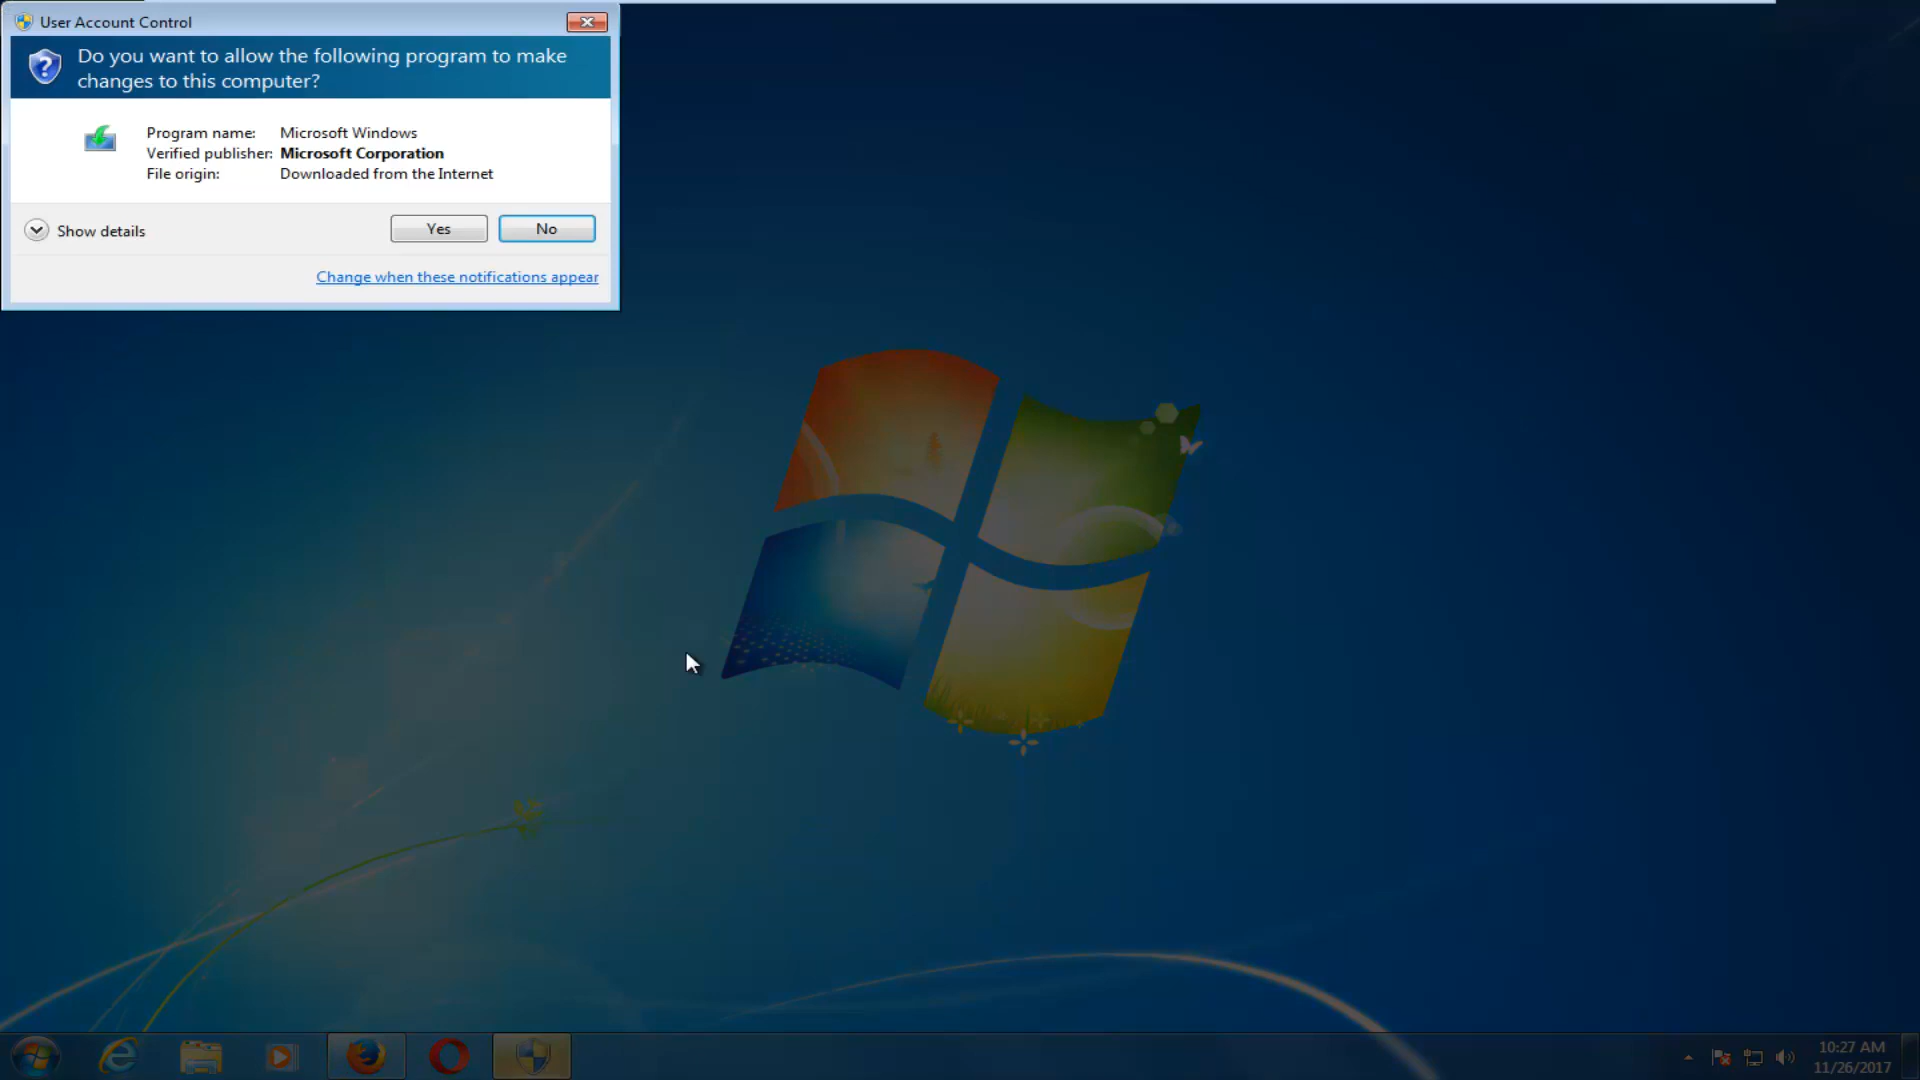 User Account Control
Do you want to allow the following program to make
changes to this computer?
Program name: Microsoft Windows
Verified publisher: Microsoft Corporation
File origin: Downloaded from the Internet
Show details
Yes
No
Change when these notifications appear
10:27 AM
11/26/2017